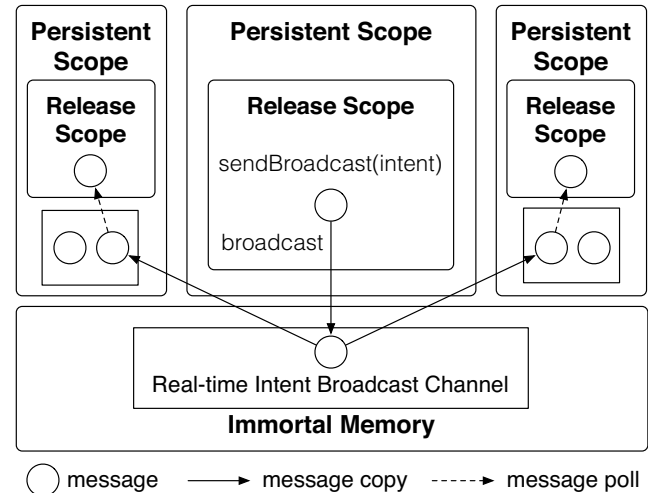 Persistent
Scope
Release
Scope
Persistent Scope
Release Scope
sendBroadcast(intent)
broadcast
Persistent
Scope
Release
Scope
Real-time Intent Broadcast Channel
Immortal Memory
message
message copy
message poll